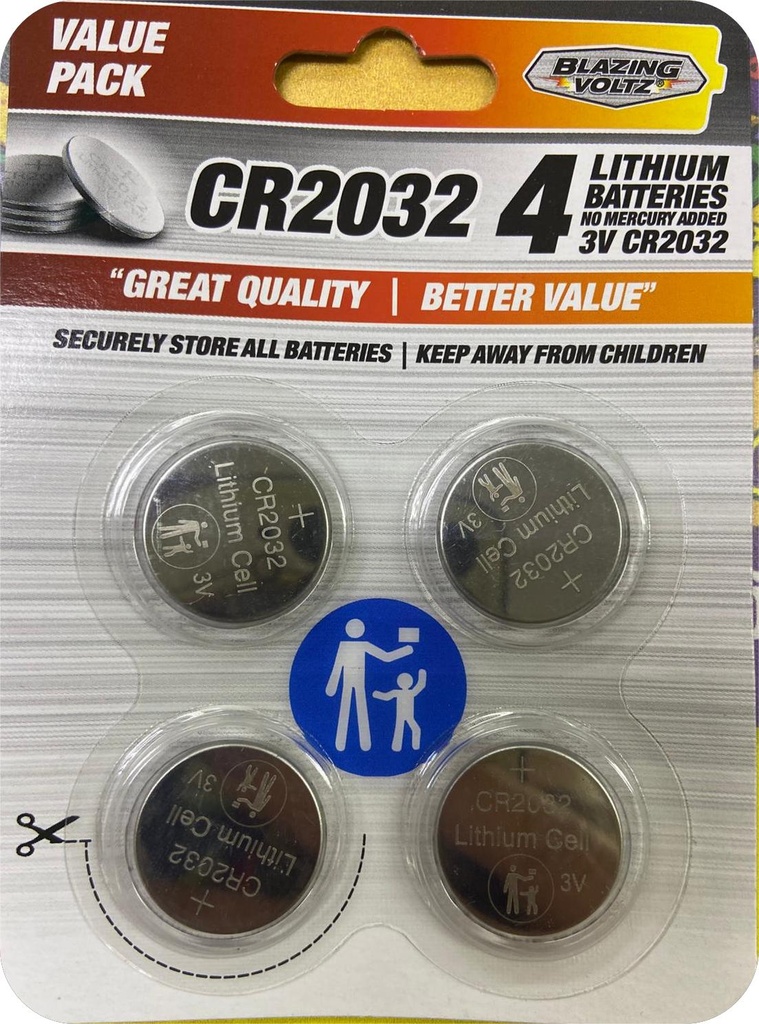 VALUE
PACK
BLAZING
VOLTZ®
CR2032
4
LITHIUM
BATTERIES
NO MERCURY ADDED
3V CR2032
"GREAT QUALITY | BETTER VALUE"
SECURELY STORE ALL BATTERIES | KEEP AWAY FROM CHILDREN
+
CR2032
Lithium Cell
3V
+
CR2032
Lithium Cell
3V
+
CR2032
Lithium Cell
3V
+
CR2032
Lithium Cell
3V